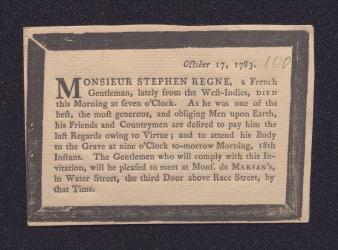 October 17, 1783.
100
MONSIEUR STEPHEN REGNE, a French
Gentleman, lately from the West-Indies, DIED
this Morning at seven o'Clock. As he was one of the
best, the most generous, and obliging Men upon Earth,
his Friends and Countrymen are desired to pay him the
last Regards owing to Virtue; and to attend his Body
to the Grave at nine o'Clock to-morrow Morning, 18th
Instant. The Gentlemen who will comply with this In-
vitation, will be pleased to meet at Mons. de MARSAN's,
in Water Street, the third Door above Race Street, by
that Time.